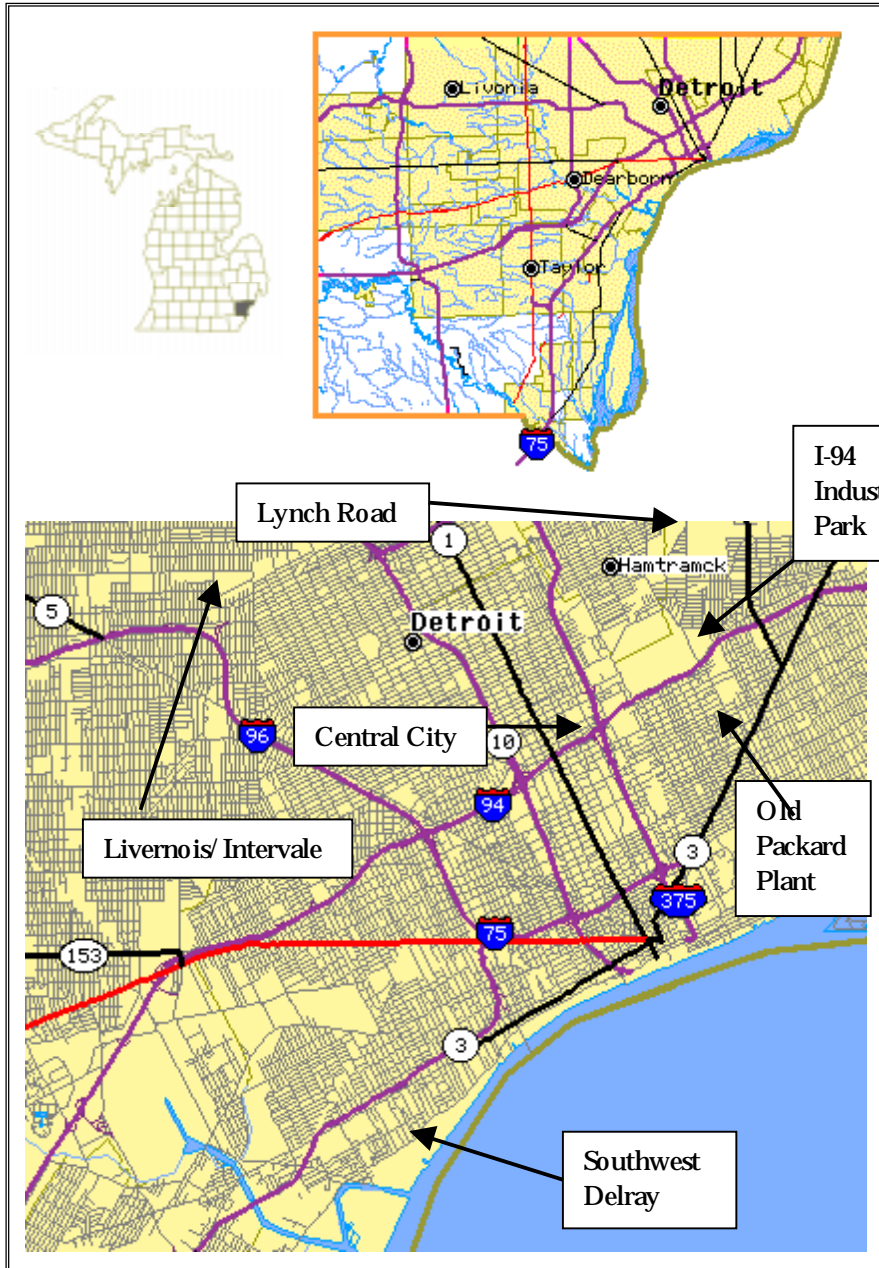 Livonia
Detroit
Dearborn
Taylor
75
I-94
Indust
Park
Lynch Road
1
Hamtramck
5
Detroit
96
Central City
10
94
Livernois/ Intervale
Old
Packard
Plant
3
375
75
153
3
Southwest
Delray